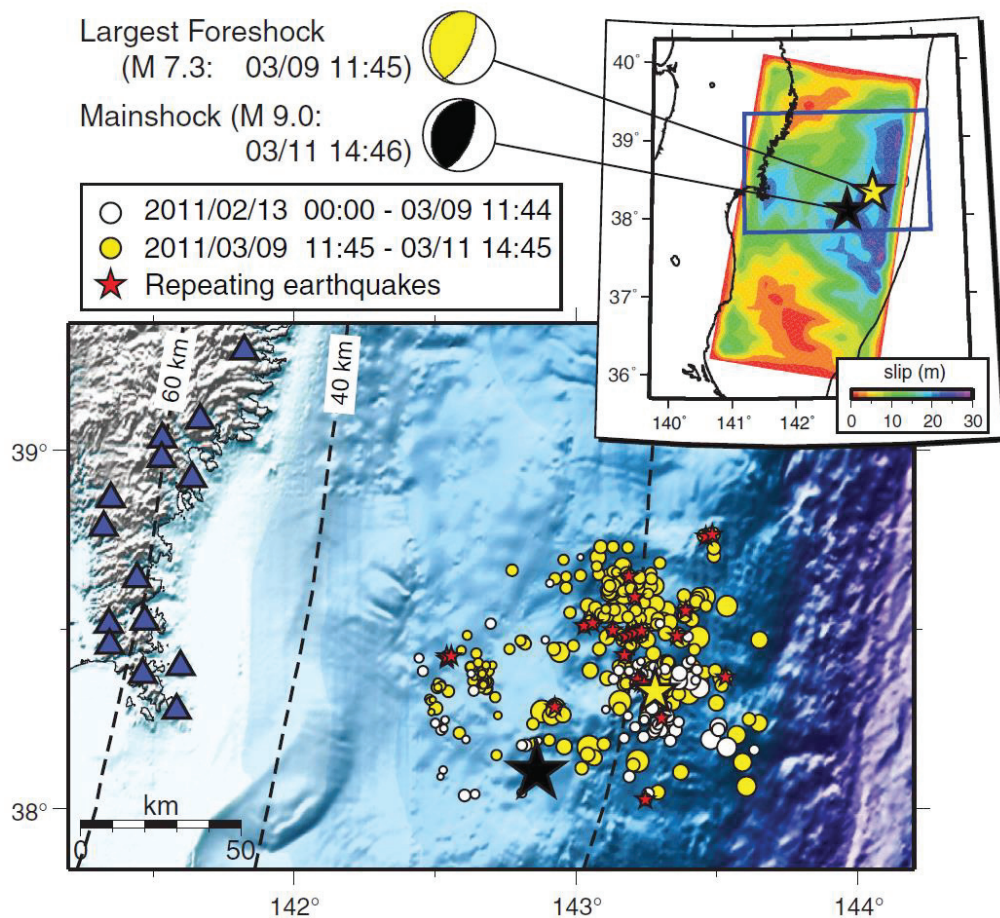 Largest Foreshock
(M 7.3: 03/09 11:45)
Mainshock (M 9.0:
03/11 14:46)
2011/02/13 00:00 - 03/09 11:44
2011/03/09 11:45 - 03/11 14:45
Repeating earthquakes
40°
39°
38°
37°
36°
140° 141° 142°
slip (m)
0 10 20 30
60 km
40 km
39°
38°
km
0 50
142° 143° 144°